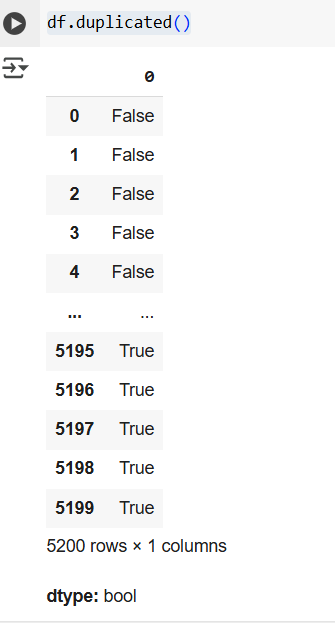 df.duplicated()
0
0 False
1 False
2 False
3 False
4 False
... ...
5195 True
5196 True
5197 True
5198 True
5199 True
5200 rows × 1 columns
dtype: bool